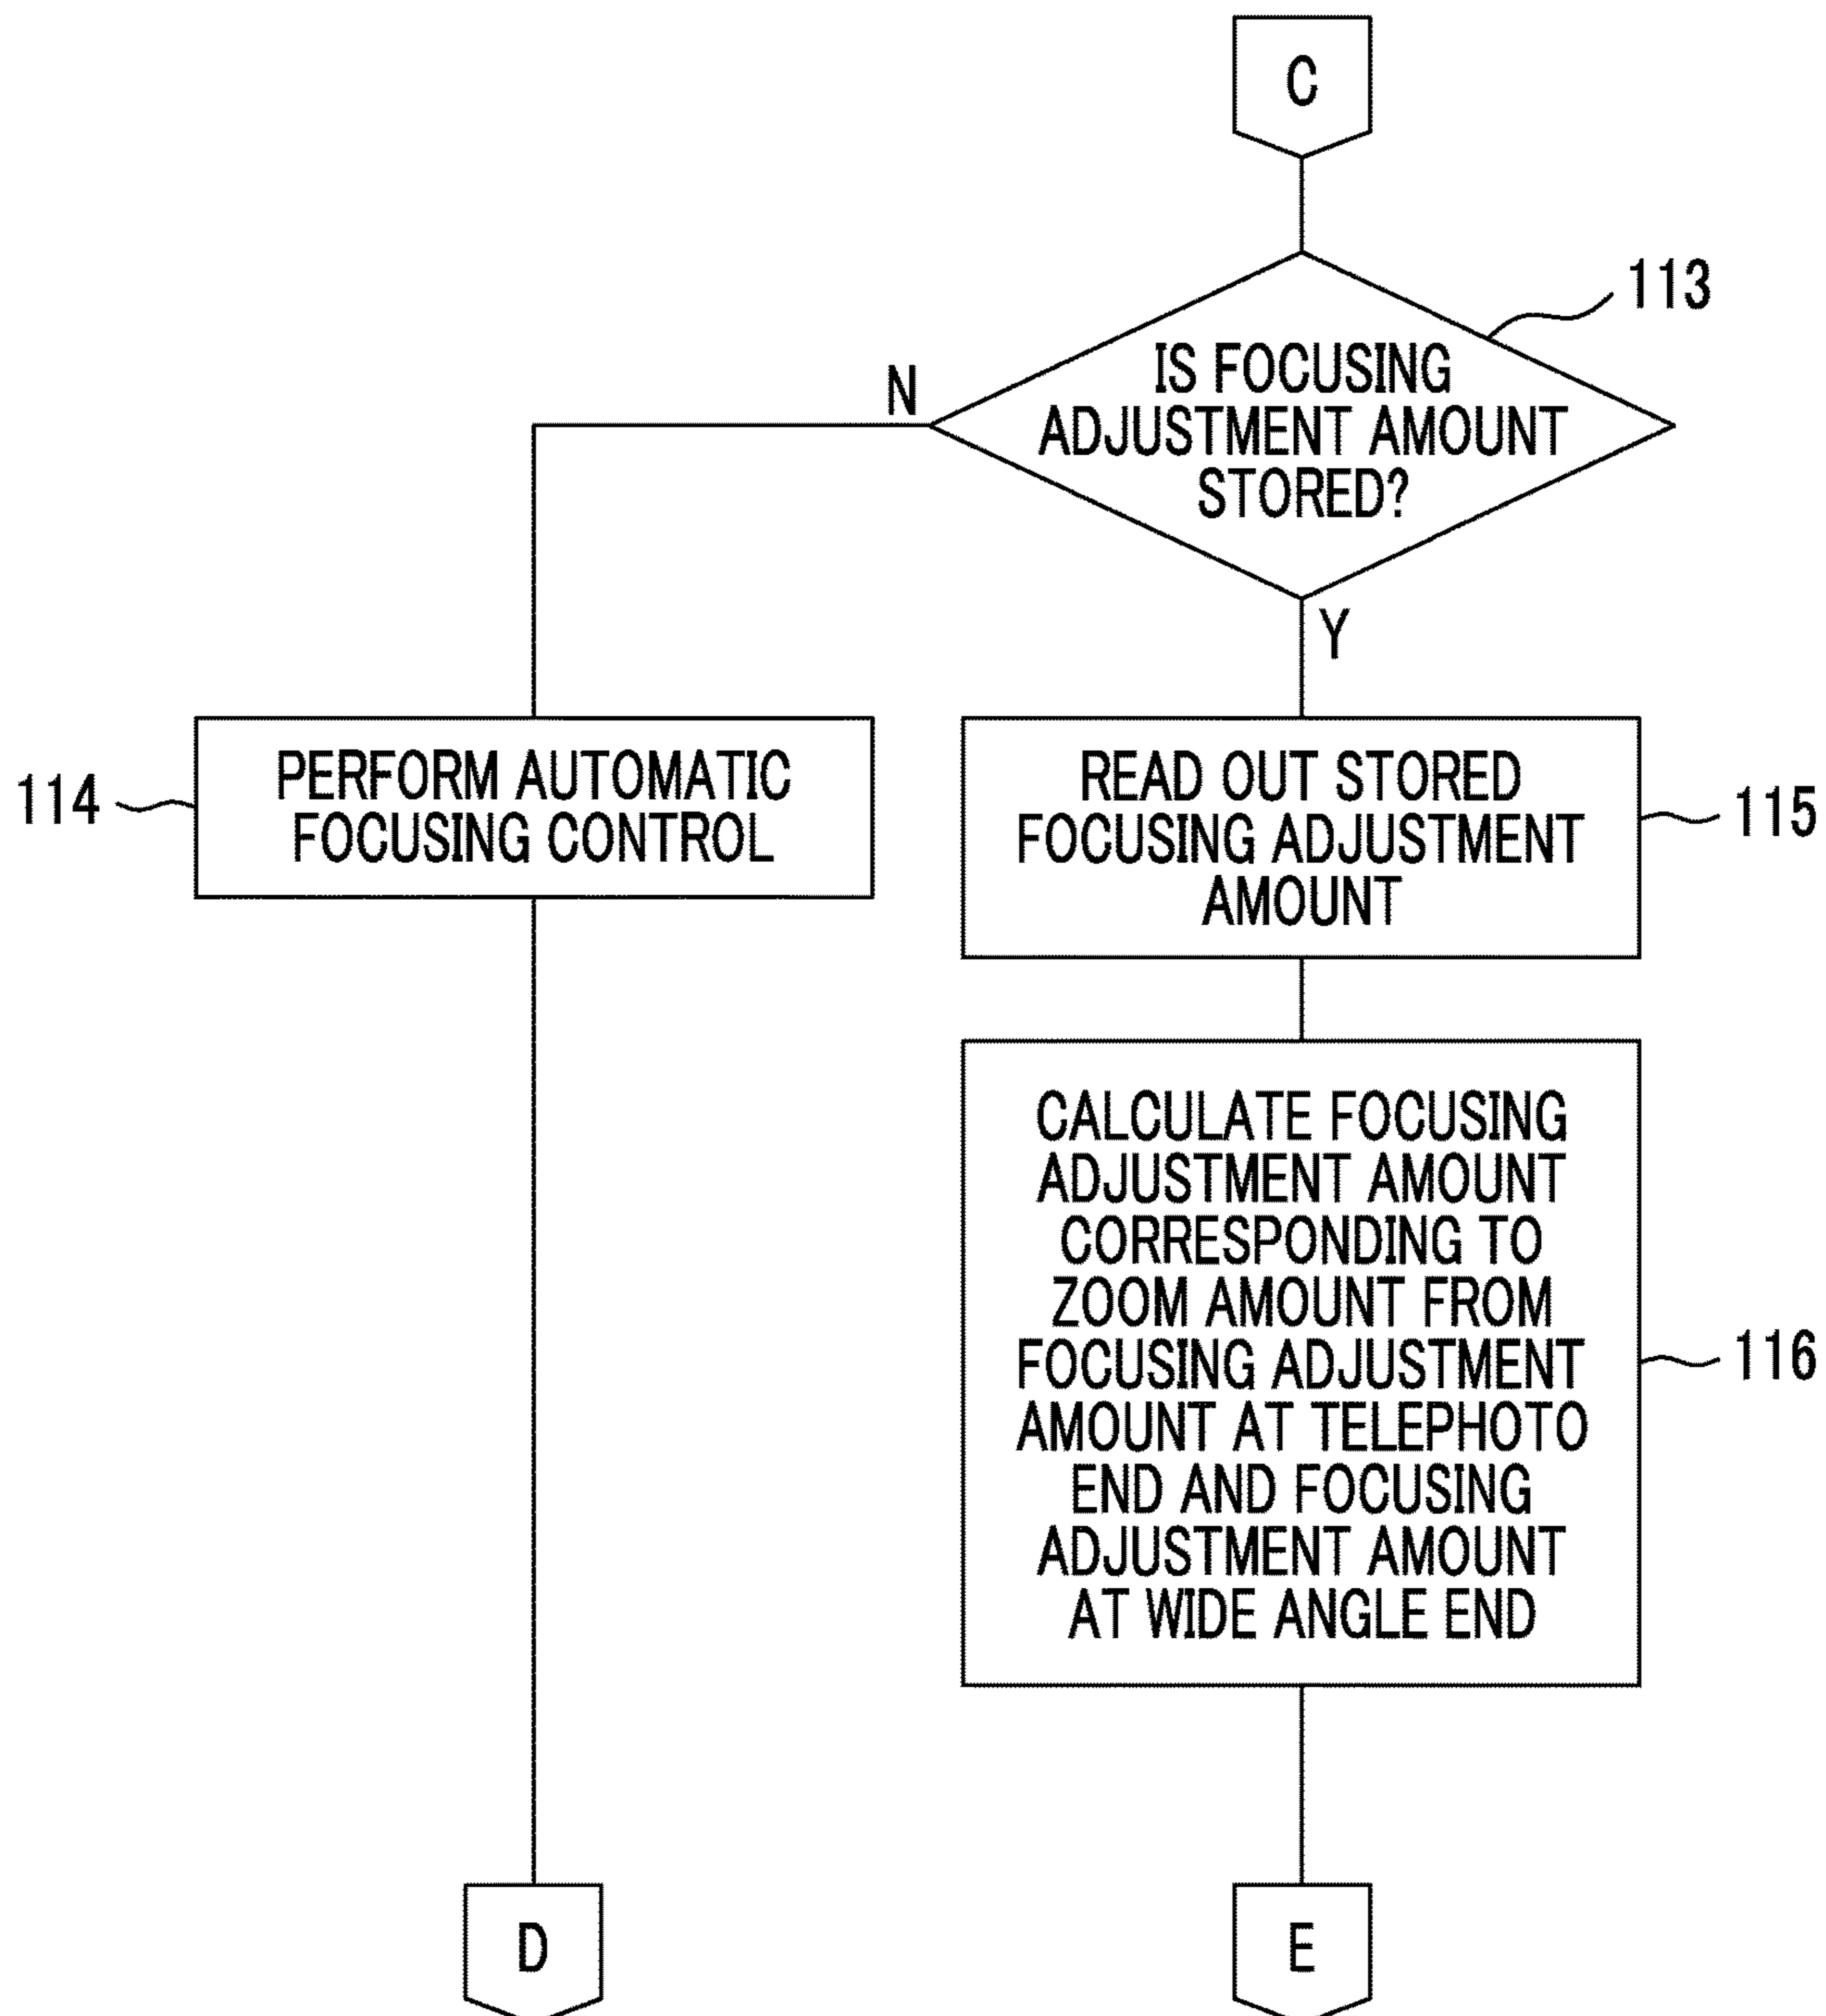 C
113
IS FOCUSING
ADJUSTMENT AMOUNT
STORED?
N
Y
114
PERFORM AUTOMATIC
FOCUSING CONTROL
READ OUT STORED
FOCUSING ADJUSTMENT
AMOUNT
115
CALCULATE FOCUSING
ADJUSTMENT AMOUNT
CORRESPONDING TO
ZOOM AMOUNT FROM
FOCUSING ADJUSTMENT
AMOUNT AT TELEPHOTO
END AND FOCUSING
ADJUSTMENT AMOUNT
AT WIDE ANGLE END
116
D
E